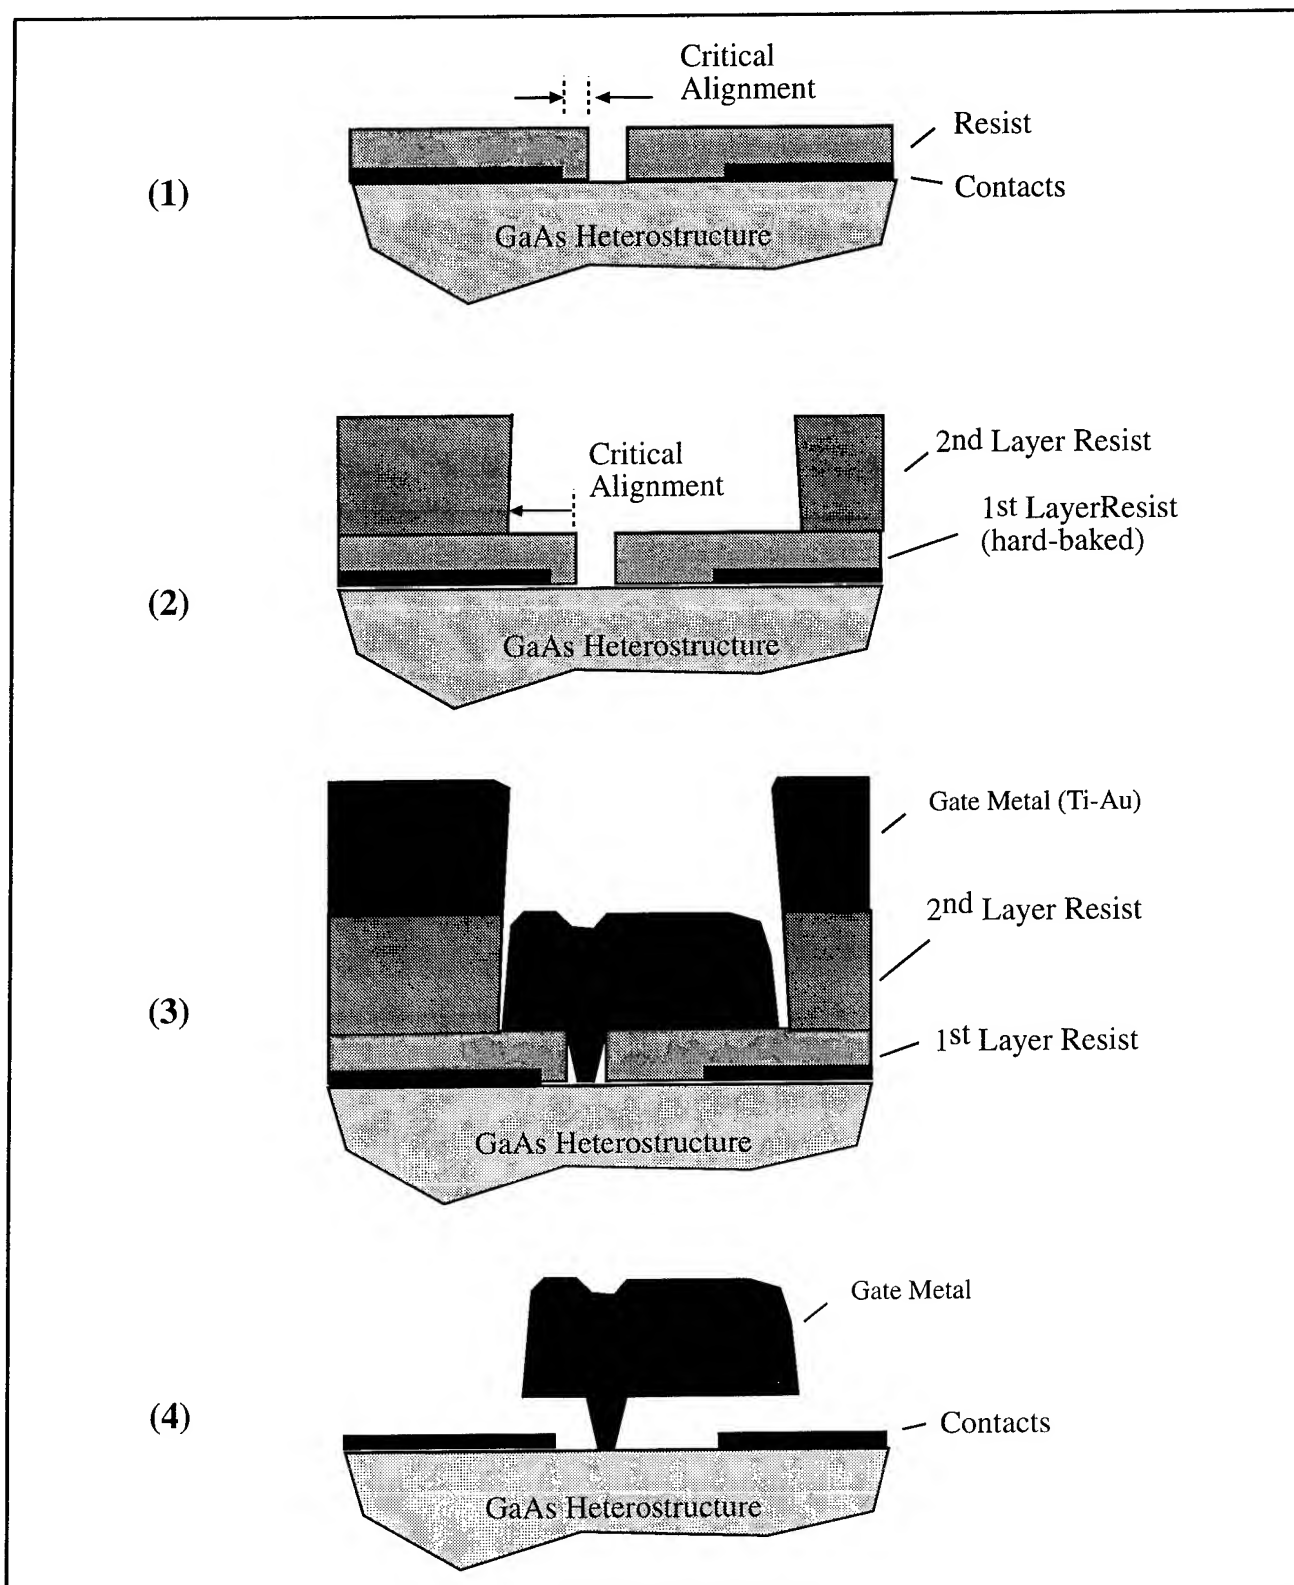 Critical
Alignment
Resist
Contacts
(1)
GaAs Heterostructure
2nd Layer Resist
Critical
Alignment
1st LayerResist
(hard-baked)
(2)
GaAs Heterostructure
Gate Metal (Ti-Au)
2nd Layer Resist
(3)
1st Layer Resist
GaAs Heterostructure
Gate Metal
(4)
Contacts
GaAs Heterostructure